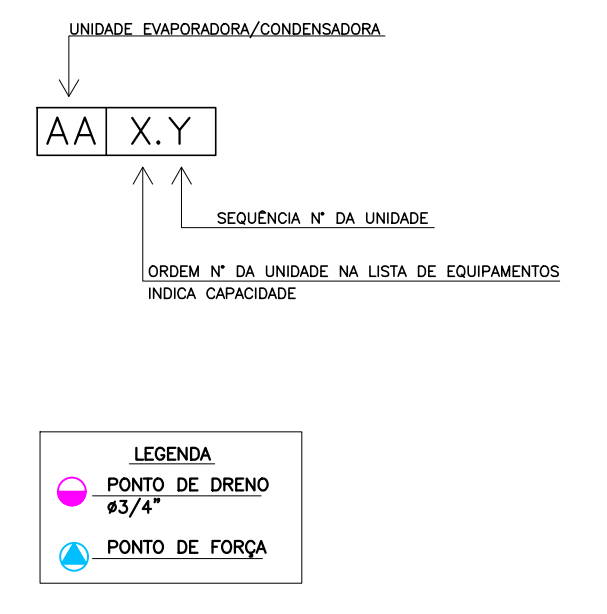 UNIDADE EVAPORADORA/CONDENSADORA
AA X.Y
SEQUÊNCIA N° DA UNIDADE
ORDEM N° DA UNIDADE NA LISTA DE EQUIPAMENTOS
INDICA CAPACIDADE
LEGENDA
PONTO DE DRENO
ø3/4"
PONTO DE FORÇA